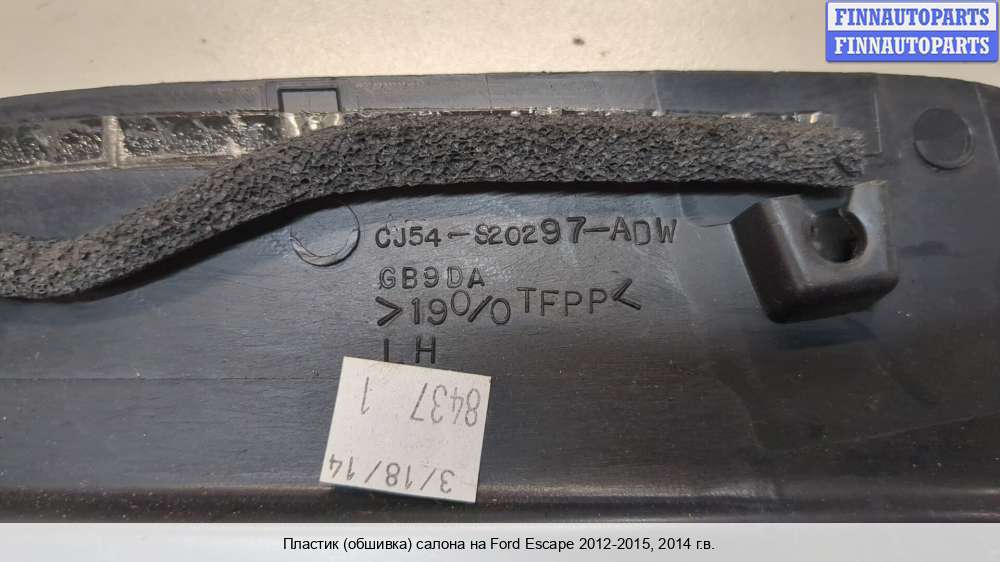 FINNAUTOPARTS
FINNAUTOPARTS
CJ54-S20297-ADW
GB9DA
>19%TFPP<
LH
8437 1
3/18/14
Пластик (обшивка) салона на Ford Escape 2012-2015, 2014 г.в.